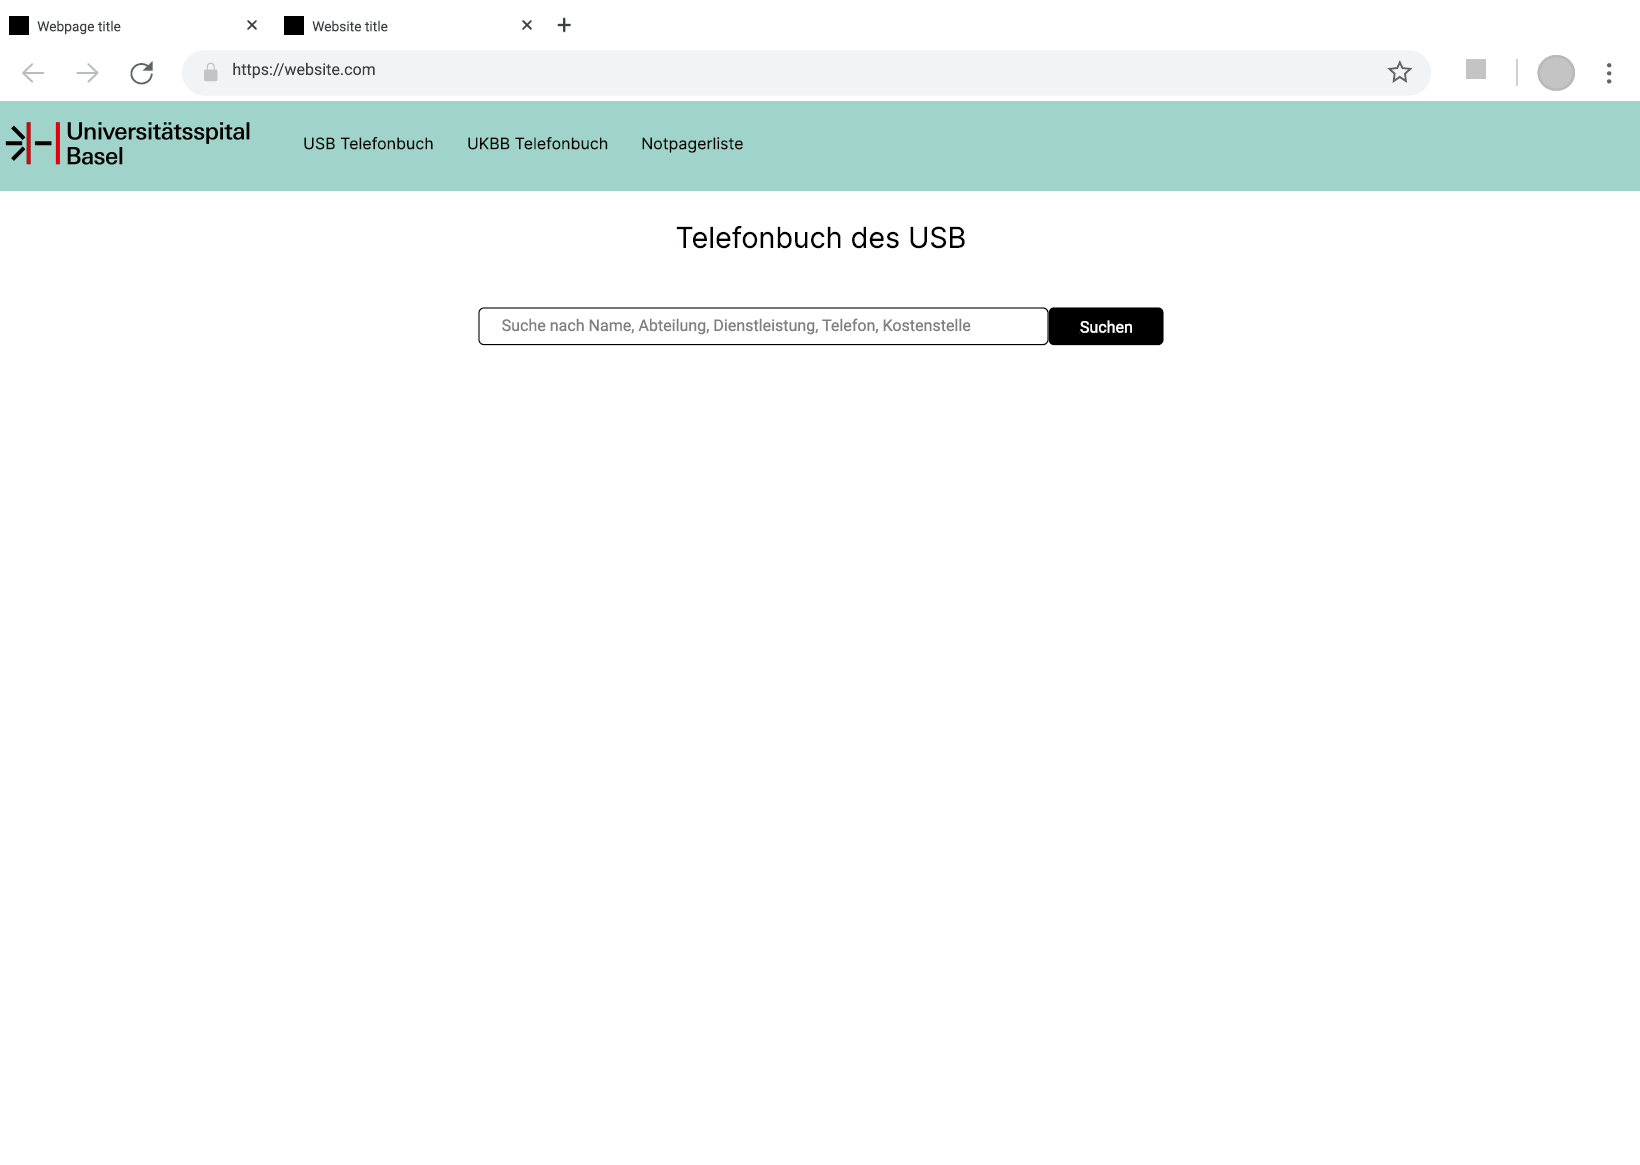 Webpage title
Website title
https://website.com
Universitätsspital
Basel
USB Telefonbuch
UKBB Telefonbuch
Notpagerliste
Telefonbuch des USB
Suche nach Name, Abteilung, Dienstleistung, Telefon, Kostenstelle
Suchen